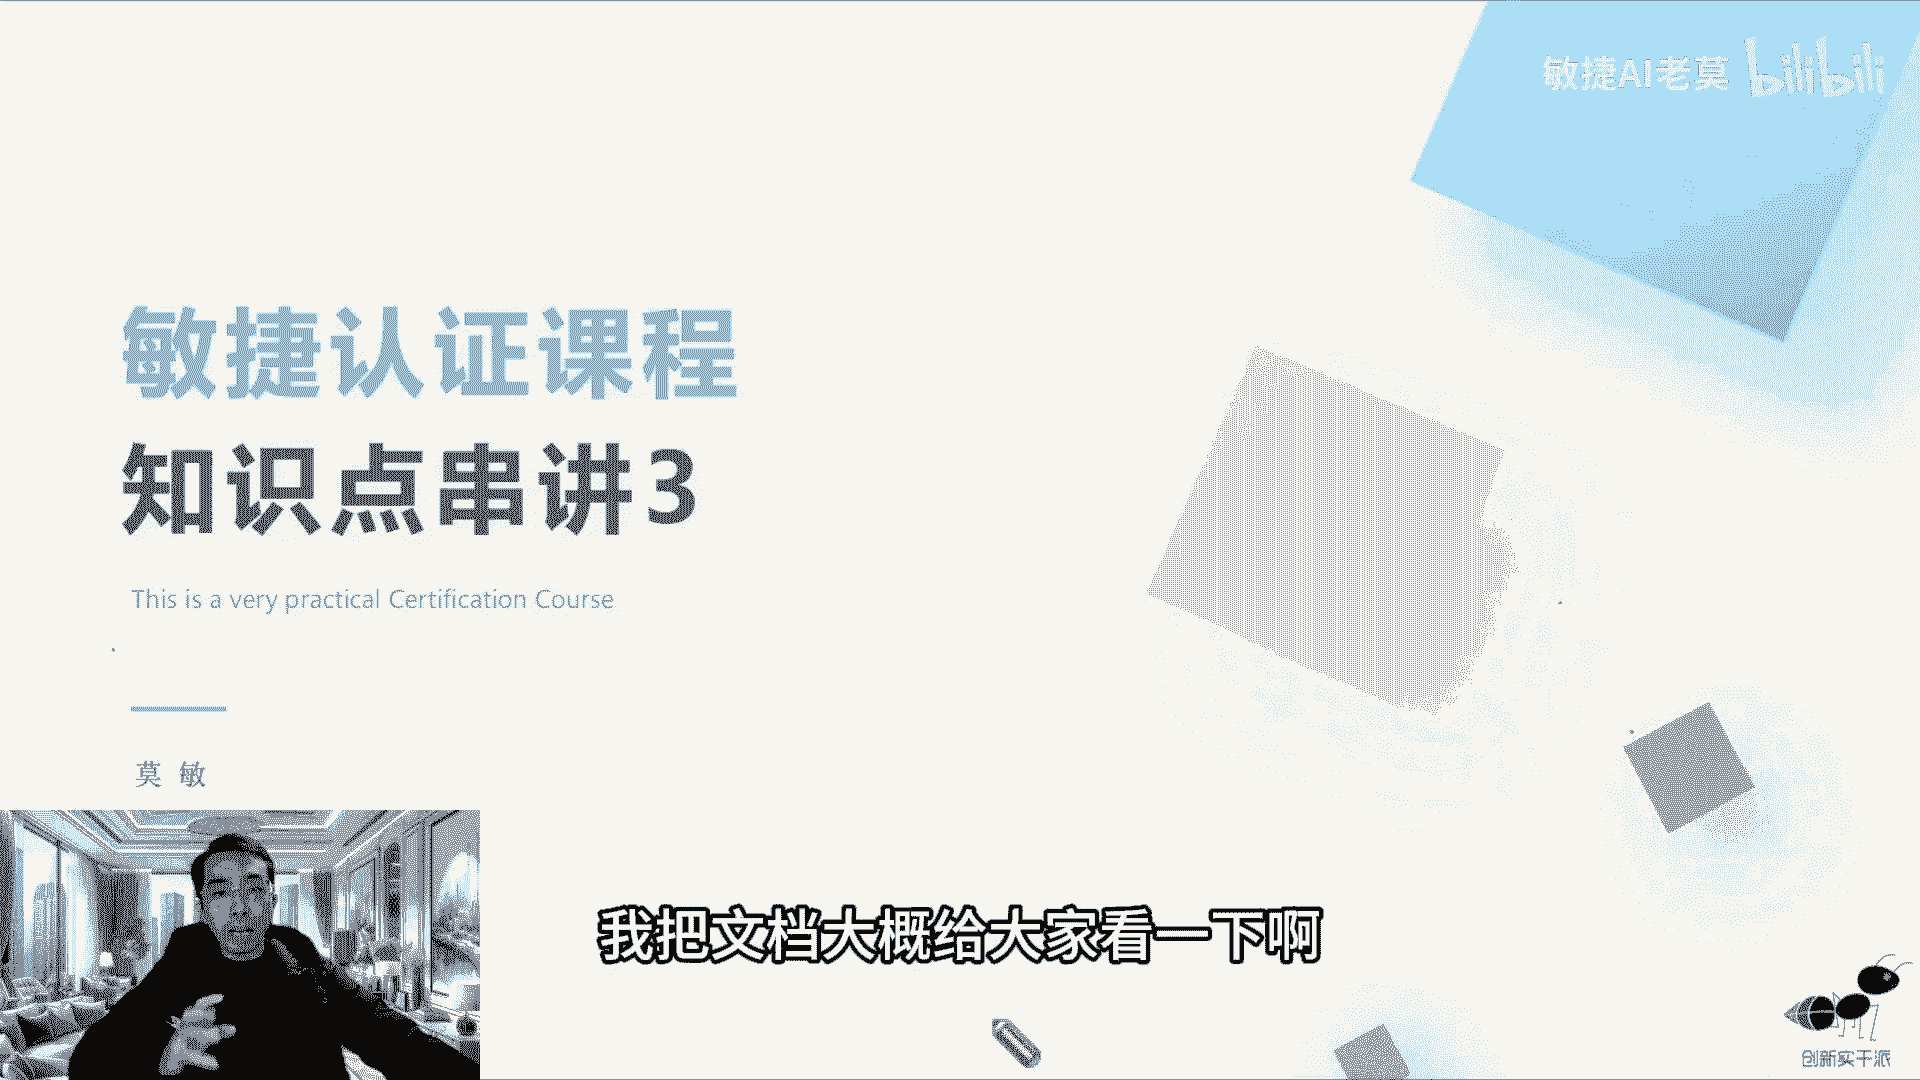 敏捷AI老莫 bilibili
敏捷认证课程
知识点串讲3
This is a very practical Certification Course
莫 敏
我把文档大概给大家看一下啊
创新实干派